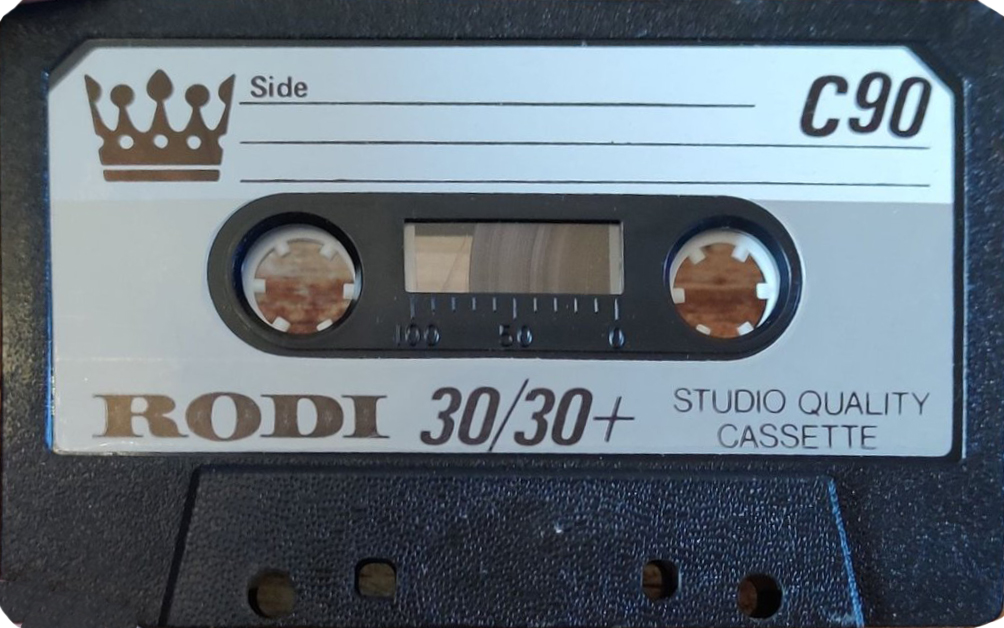 Side
C90
100 50 0
RODI 30/30+ STUDIO QUALITY
CASSETTE